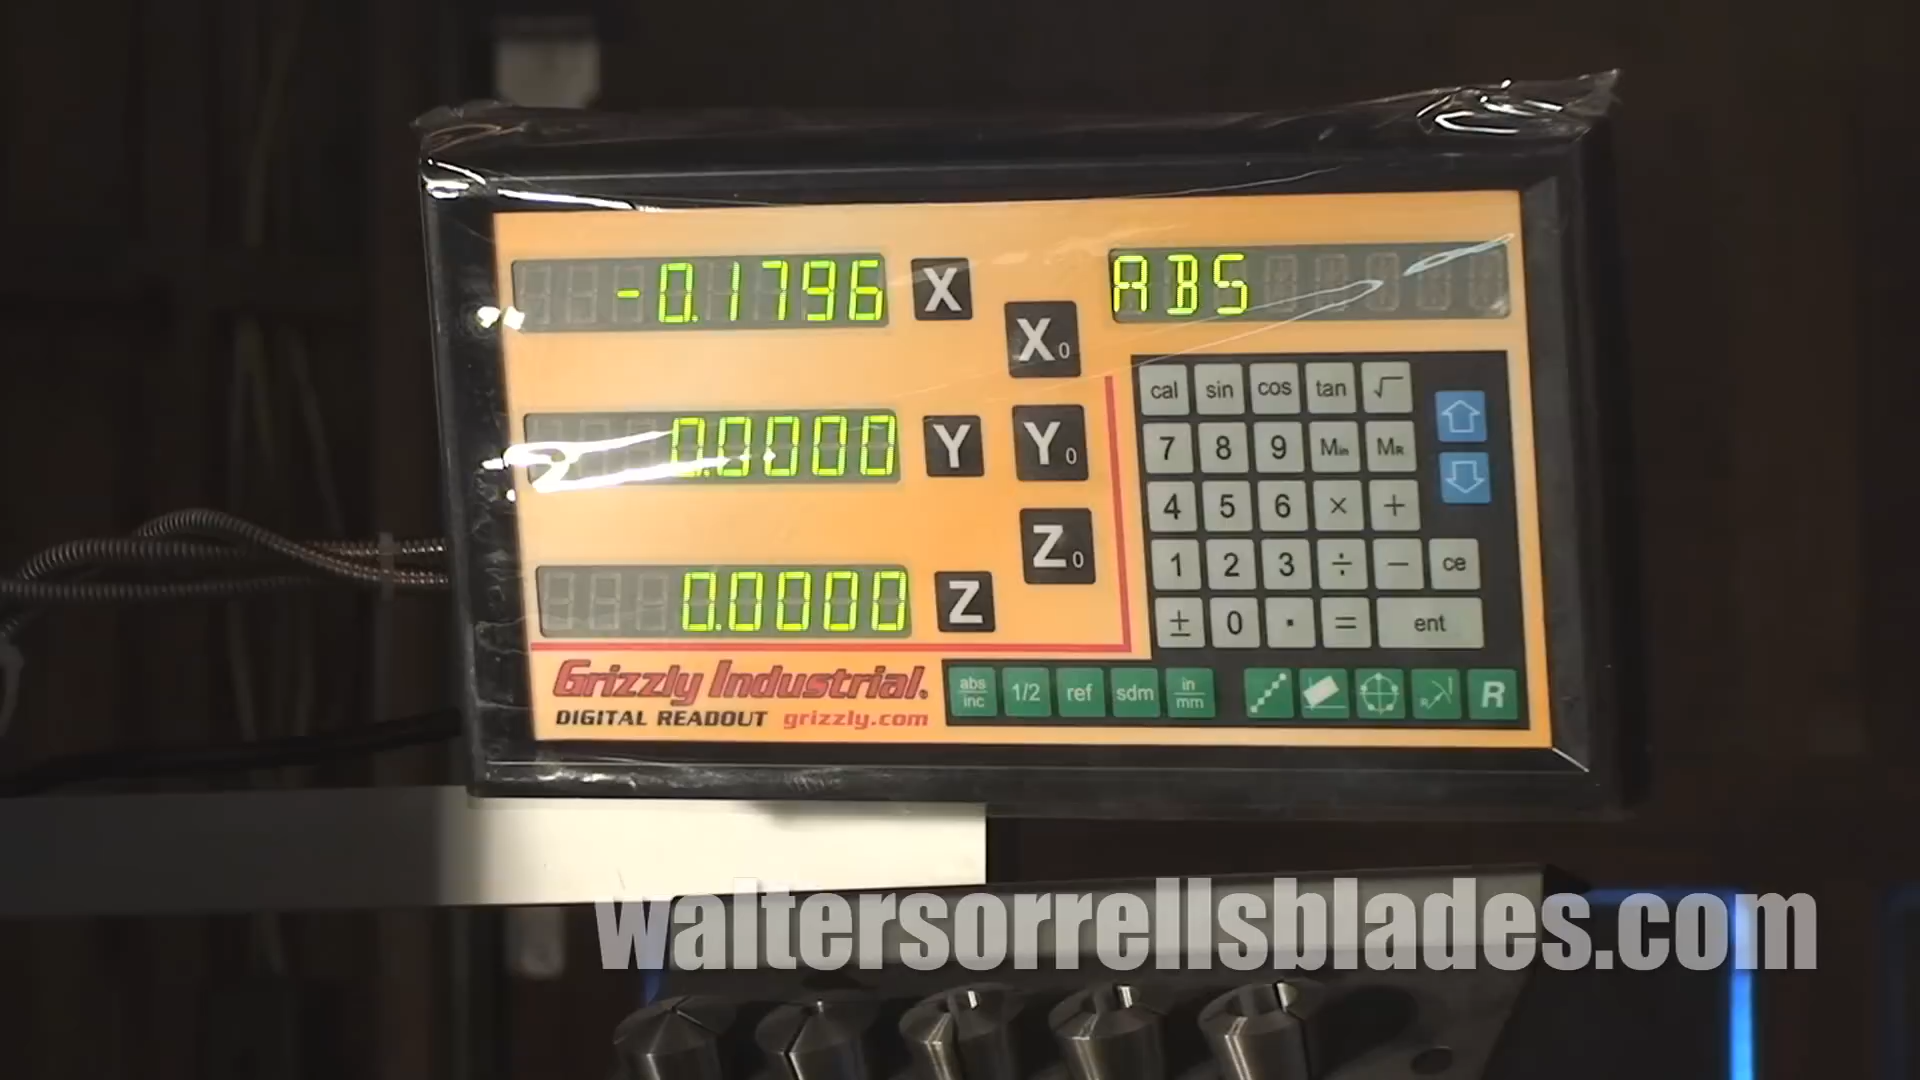 -0.1796 X ABS
X0
0.0000 Y Y0
Z0
0.0000 Z
cal sin cos tan √
7 8 9 Min MR
4 5 6 × +
1 2 3 ÷ − ce
± 0 . = ent
Grizzly Industrial.
DIGITAL READOUT grizzly.com
abs/inc 1/2 ref sdm in/mm R R
waltersorrellsblades.com